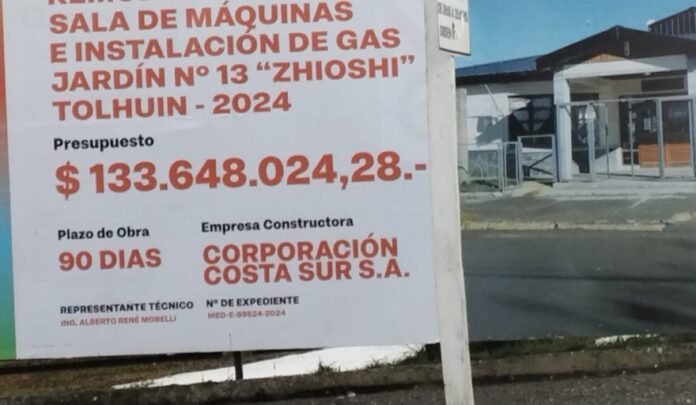 SALA DE MÁQUINAS
E INSTALACIÓN DE GAS
JARDÍN Nº 13 "ZHIOSHI"
TOLHUIN - 2024
Presupuesto
$ 133.648.024,28.-
Plazo de Obra
90 DIAS
Empresa Constructora
CORPORACIÓN
COSTA SUR S.A.
REPRESENTANTE TÉCNICO
ING. ALBERTO RENÉ MORELLI
Nº DE EXPEDIENTE
MED-E-99524-2024